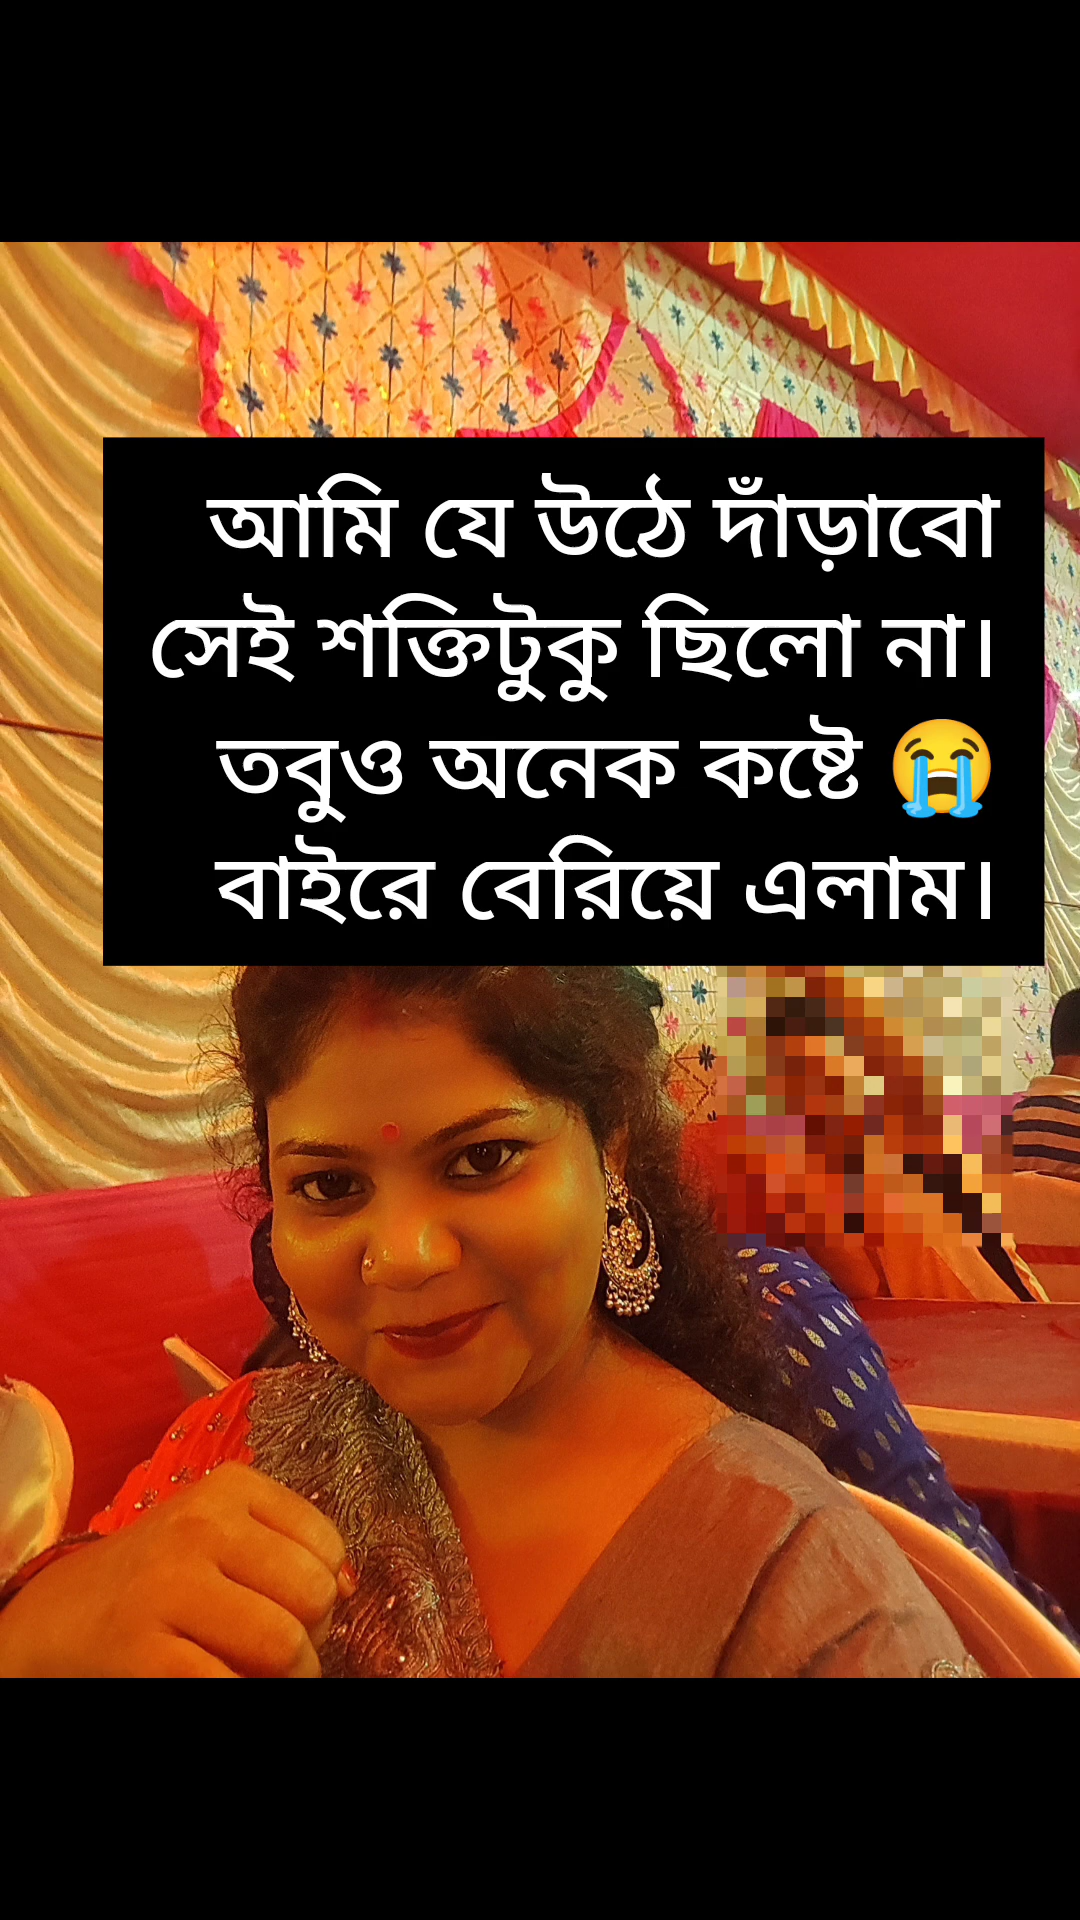 আমি যে উঠে দাঁড়াবো
সেই শক্তিটুকু ছিলো না।
তবুও অনেক কষ্টে 😭
বাইরে বেরিয়ে এলাম।